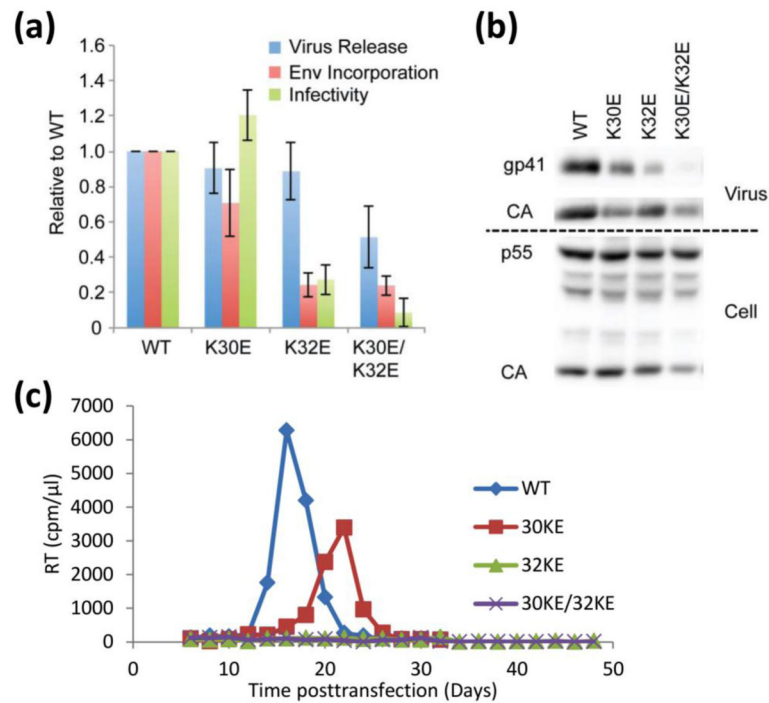 (a)
1.6
1.4
1.2
1.0
0.8
0.6
0.4
0.2
0
Relative to WT
Virus Release
Env Incorporation
Infectivity
WT
K30E
K32E
K30E/
K32E
(b)
WT
K30E
K32E
K30E/K32E
gp41
CA
Virus
p55
Cell
CA
(c)
7000
6000
5000
4000
3000
2000
1000
0
RT (cpm/µl)
0
10
20
30
40
50
Time posttransfection (Days)
WT
30KE
32KE
30KE/32KE